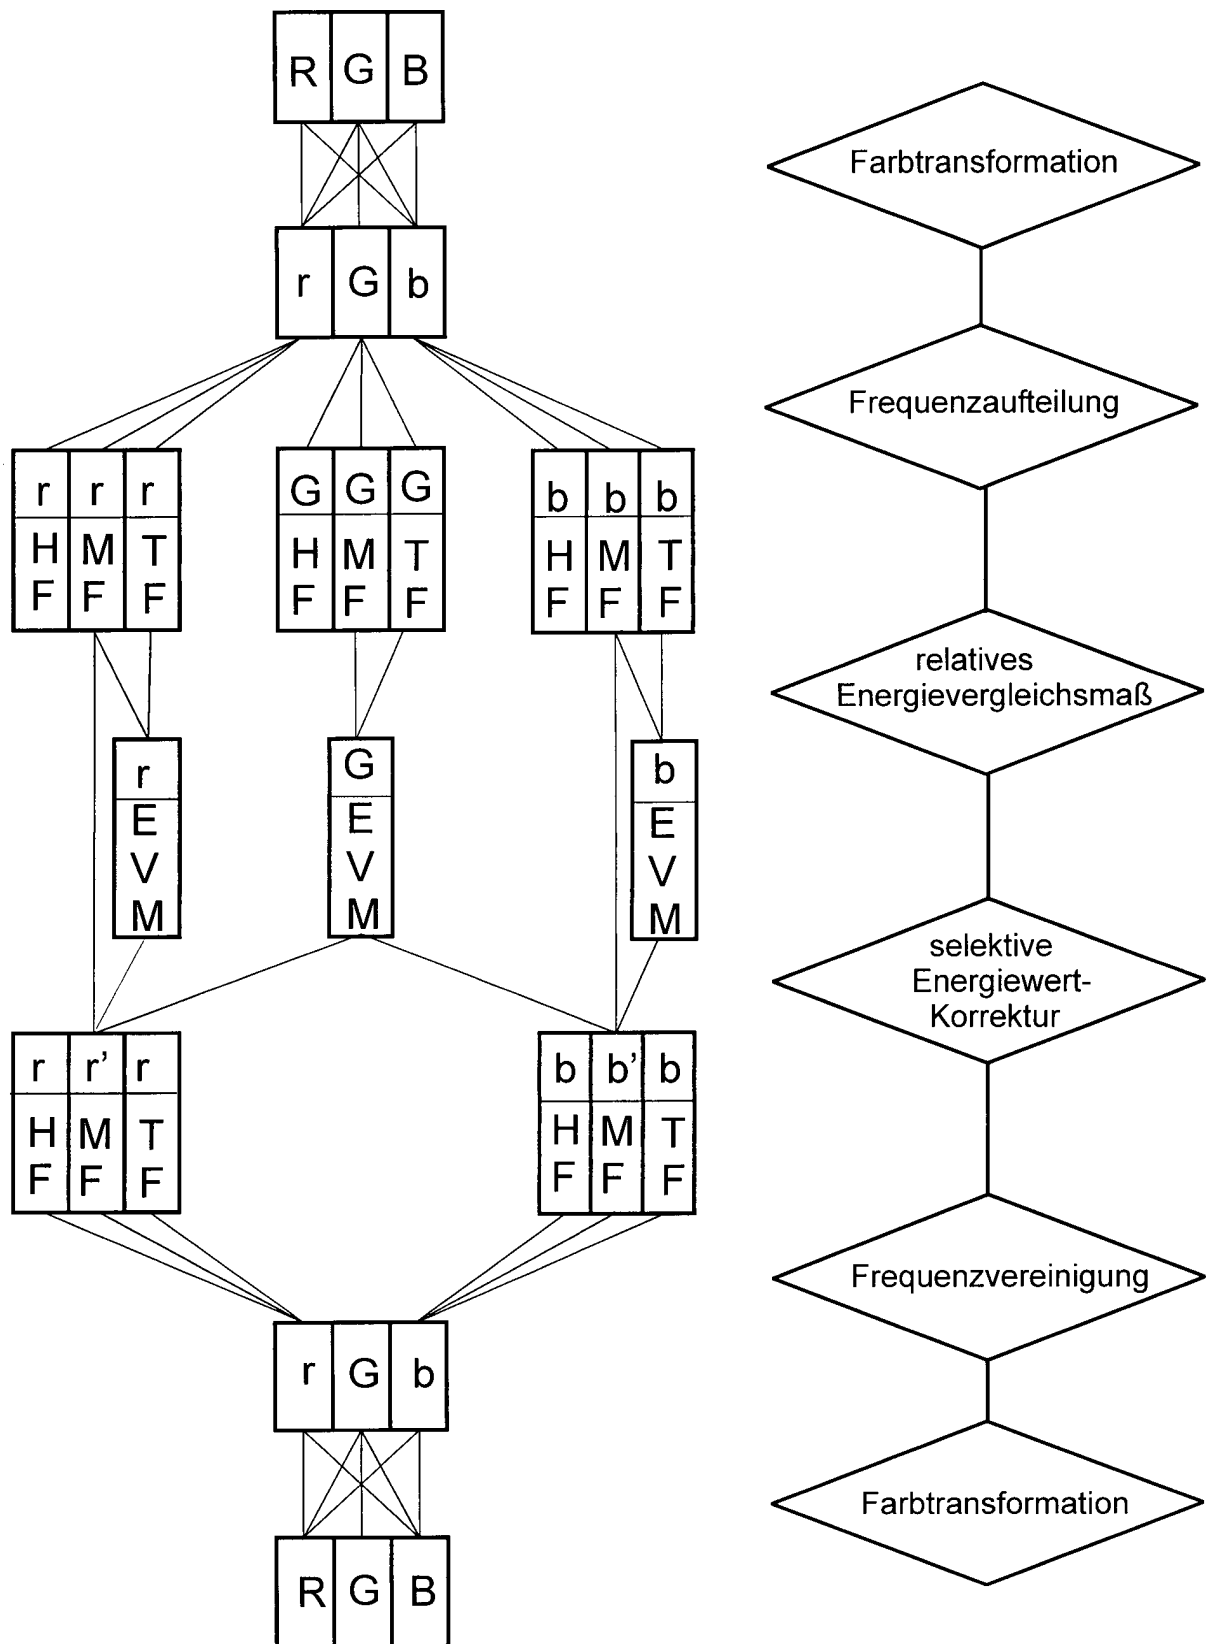 R G B
Farbtransformation
r G b
Frequenzaufteilung
r r r
H M T
F F F
G G G
H M T
F F F
b b b
H M T
F F F
relatives
Energievergleichsmaß
r
E
V
M
G
E
V
M
b
E
V
M
selektive
Energiewert-
Korrektur
r r’ r
H M T
F F F
b b’ b
H M T
F F F
Frequenzvereinigung
r G b
Farbtransformation
R G B